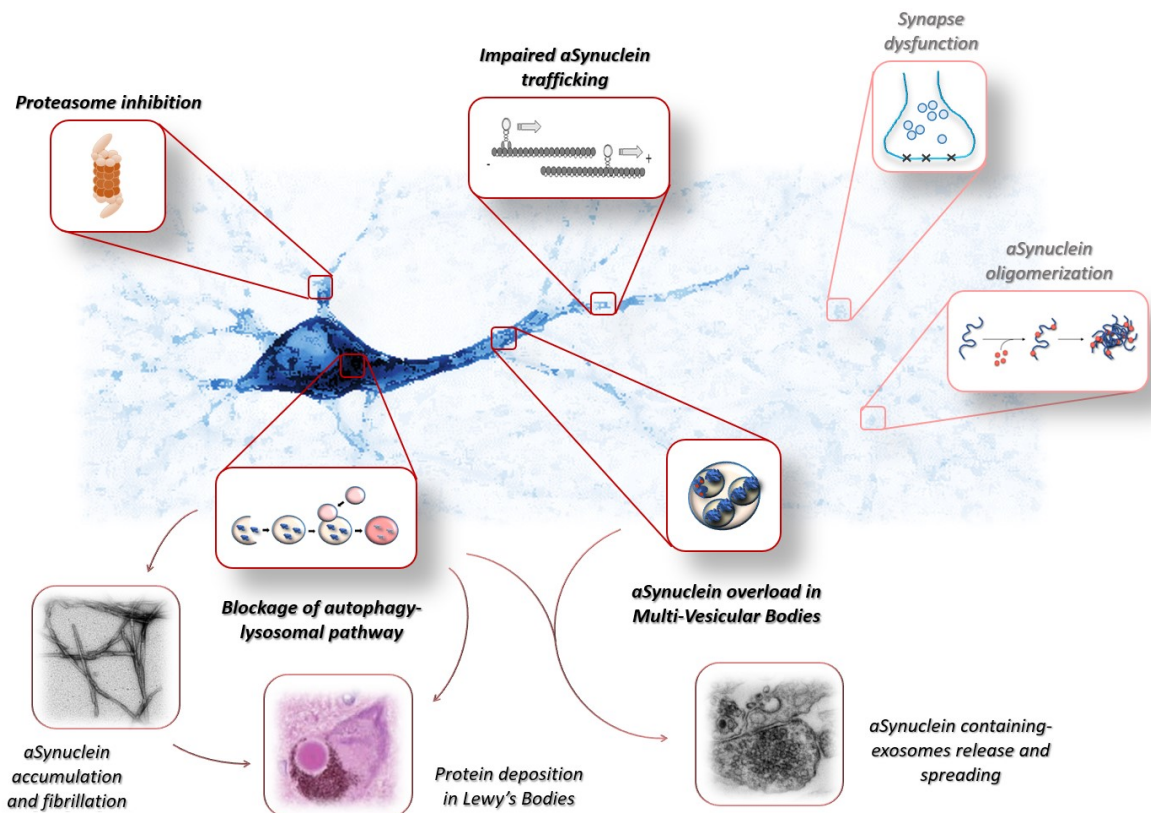 Synapse
dysfunction
Impaired aSynuclein
trafficking
Proteasome inhibition
-
+
aSynuclein
oligomerization
Blockage of autophagy-
lysosomal pathway
aSynuclein overload in
Multi-Vesicular Bodies
aSynuclein
accumulation
and fibrillation
Protein deposition
in Lewy's Bodies
aSynuclein containing-
exosomes release and
spreading